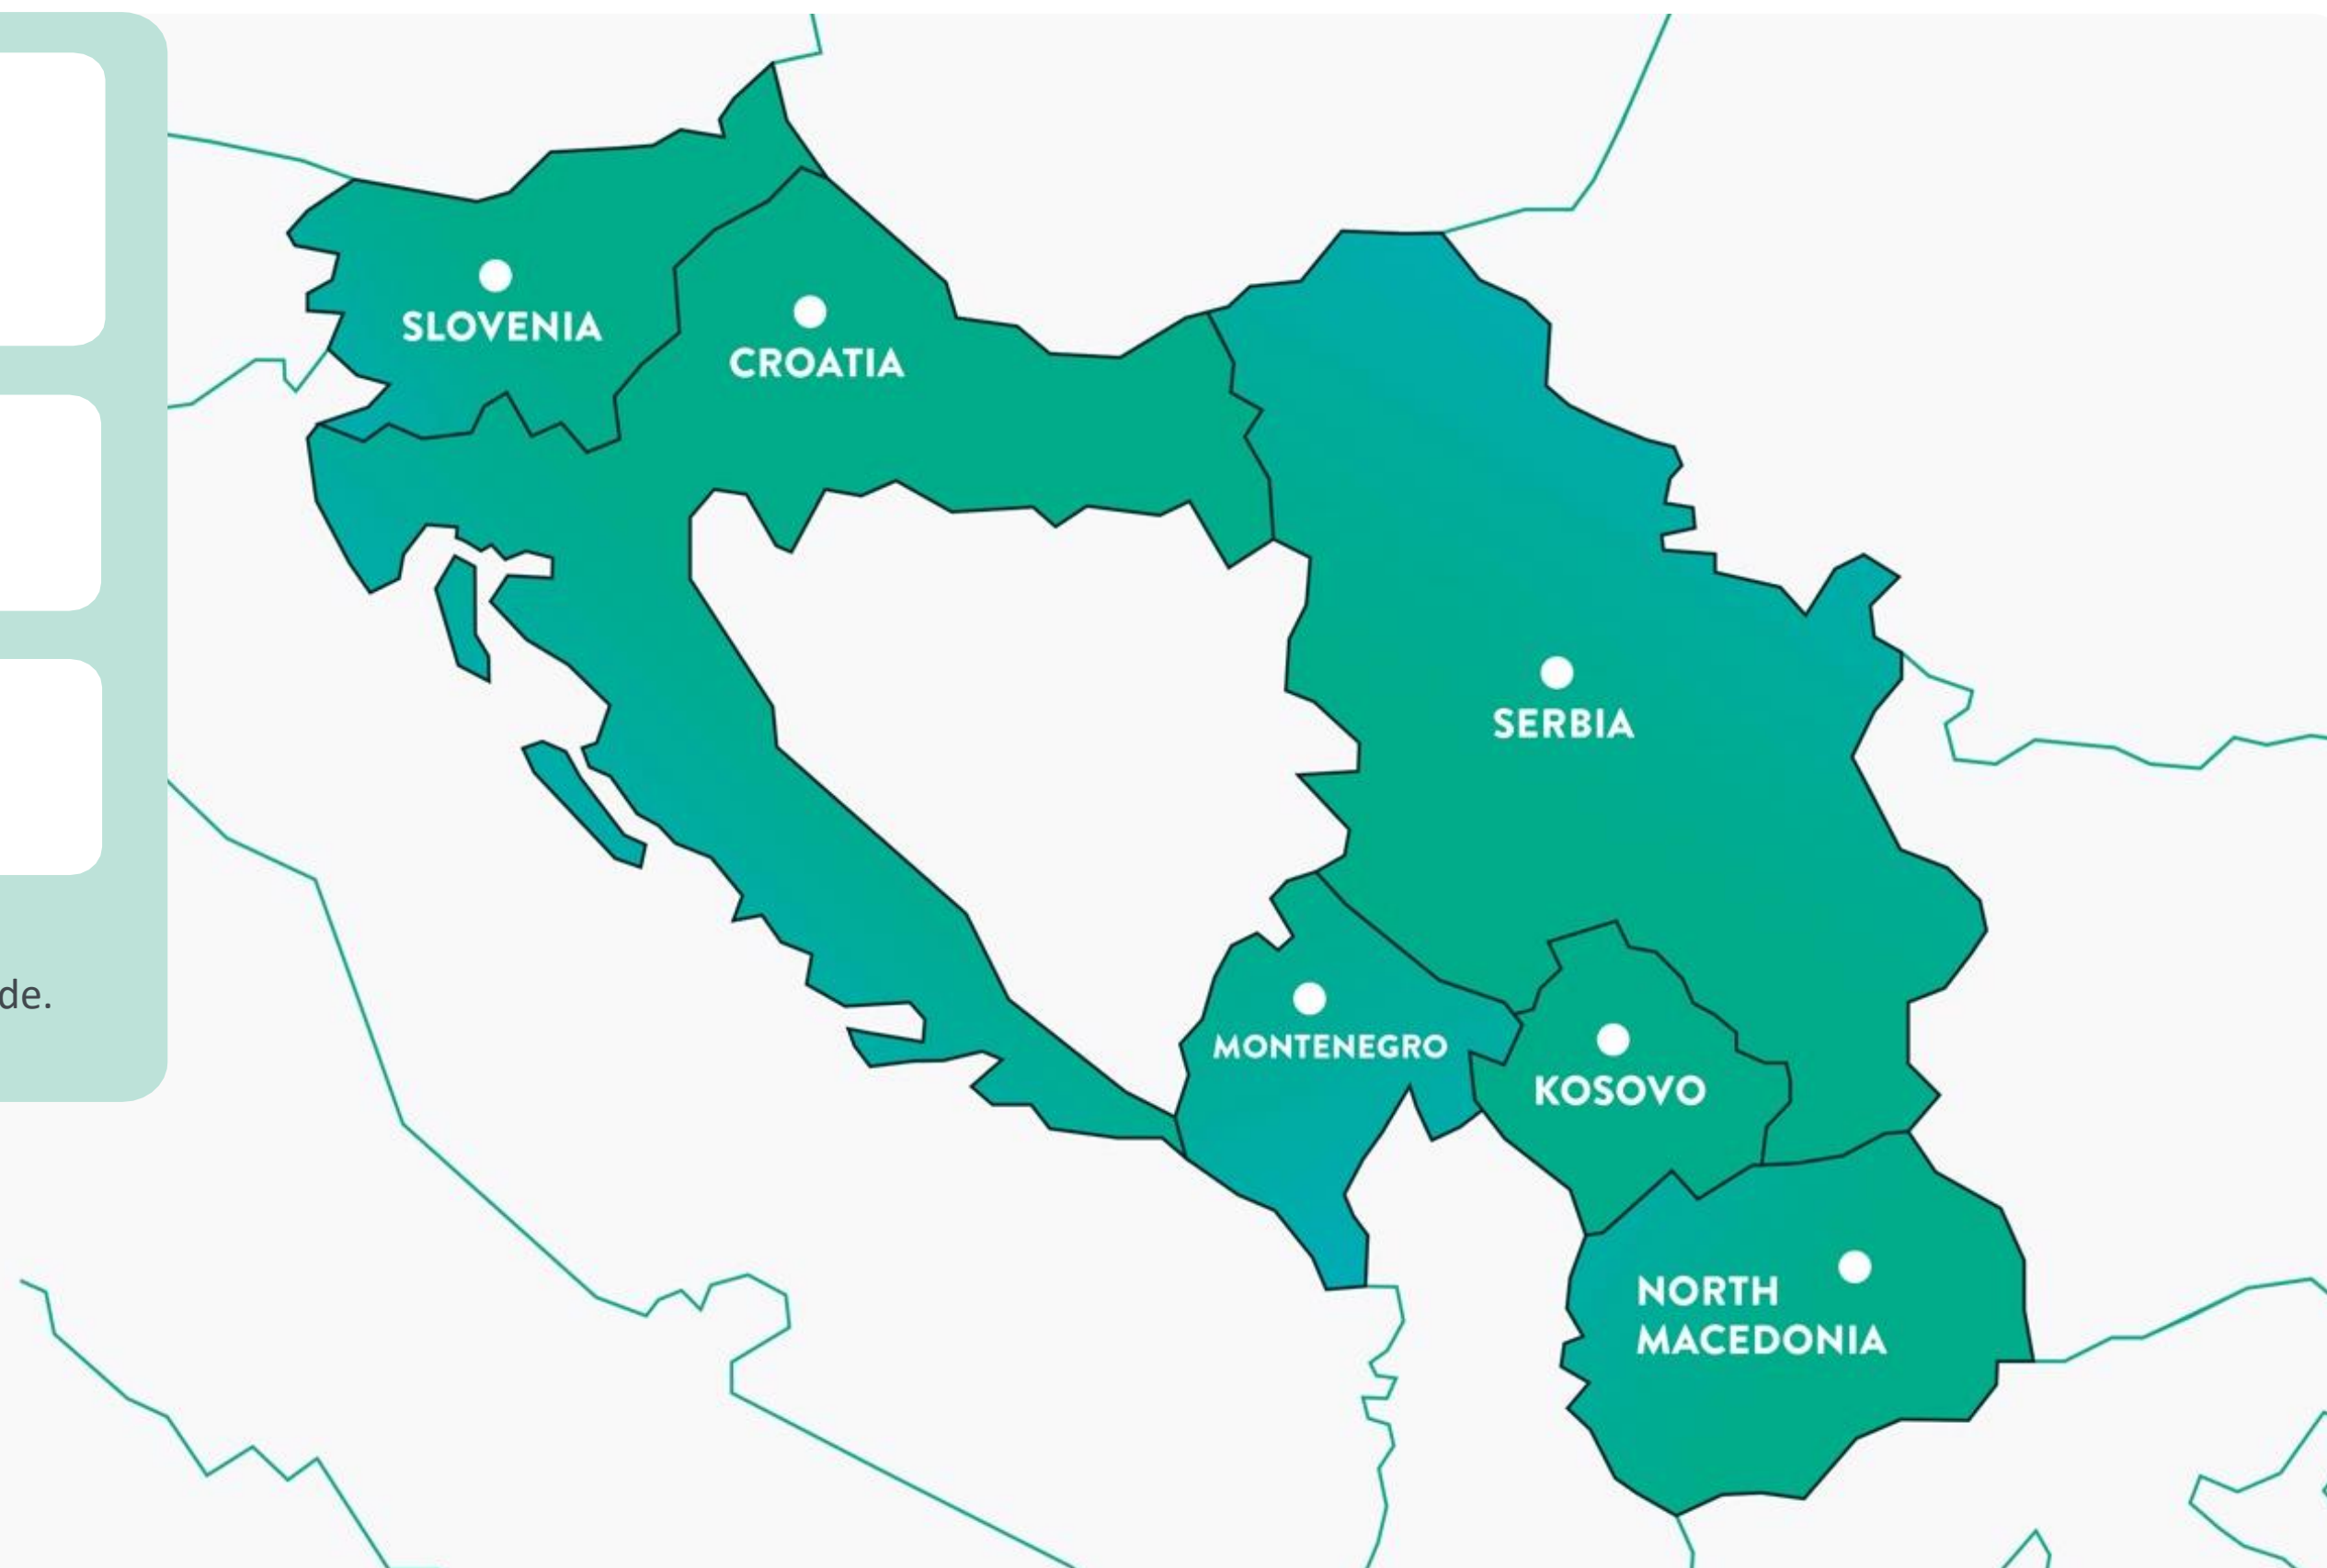 SLOVENIA
CROATIA
SERBIA
de.
MONTENEGRO
KOSOVO
NORTH
MACEDONIA